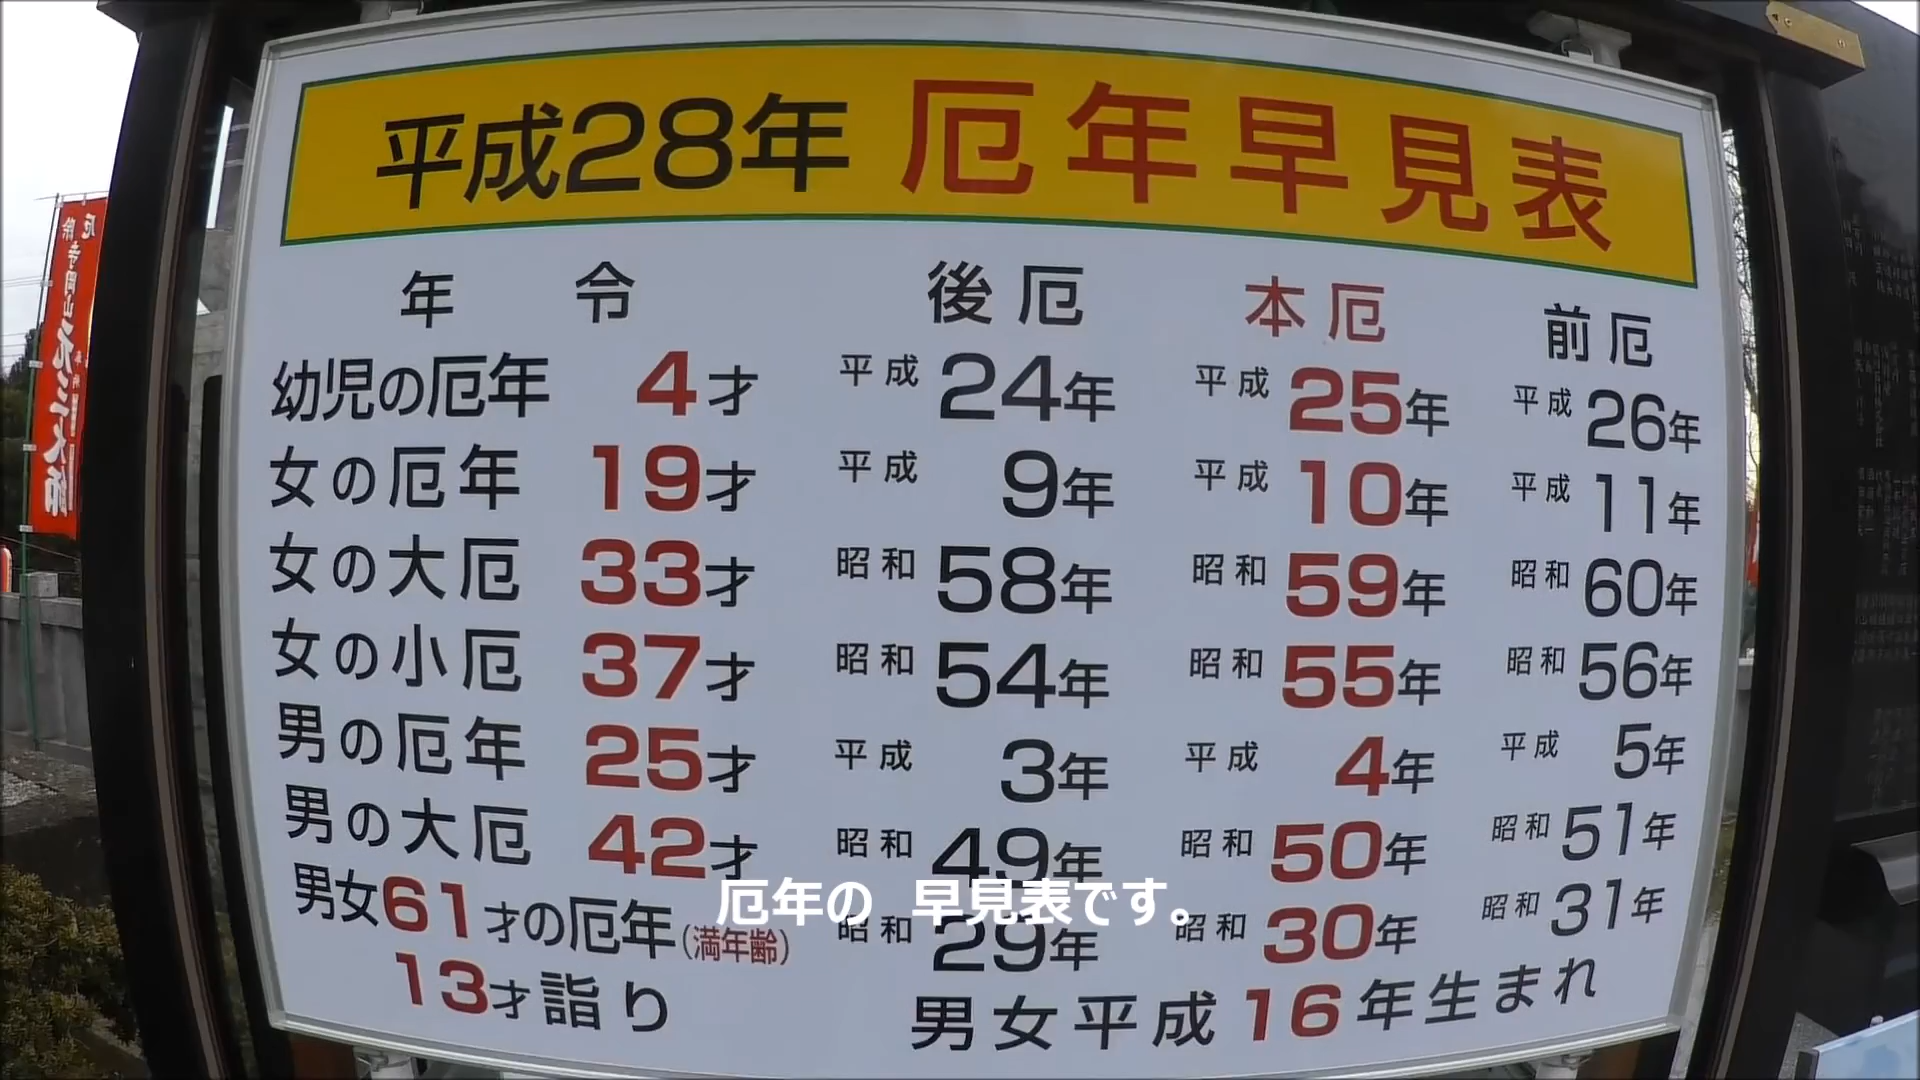 平成28年 厄年早見表
年令 後厄 本厄 前厄
幼児の厄年 4才 平成24年 平成25年 平成26年
女の厄年 19才 平成9年 平成10年 平成11年
女の大厄 33才 昭和58年 昭和59年 昭和60年
女の小厄 37才 昭和54年 昭和55年 昭和56年
男の厄年 25才 平成3年 平成4年 平成5年
男の大厄 42才 昭和49年 昭和50年 昭和51年
男女61才の厄年(満年齢) 昭和29年 昭和30年 昭和31年
13才詣り 男女平成16年生まれ
厄年の 早見表です。
厄除
寺岡山
元三大師